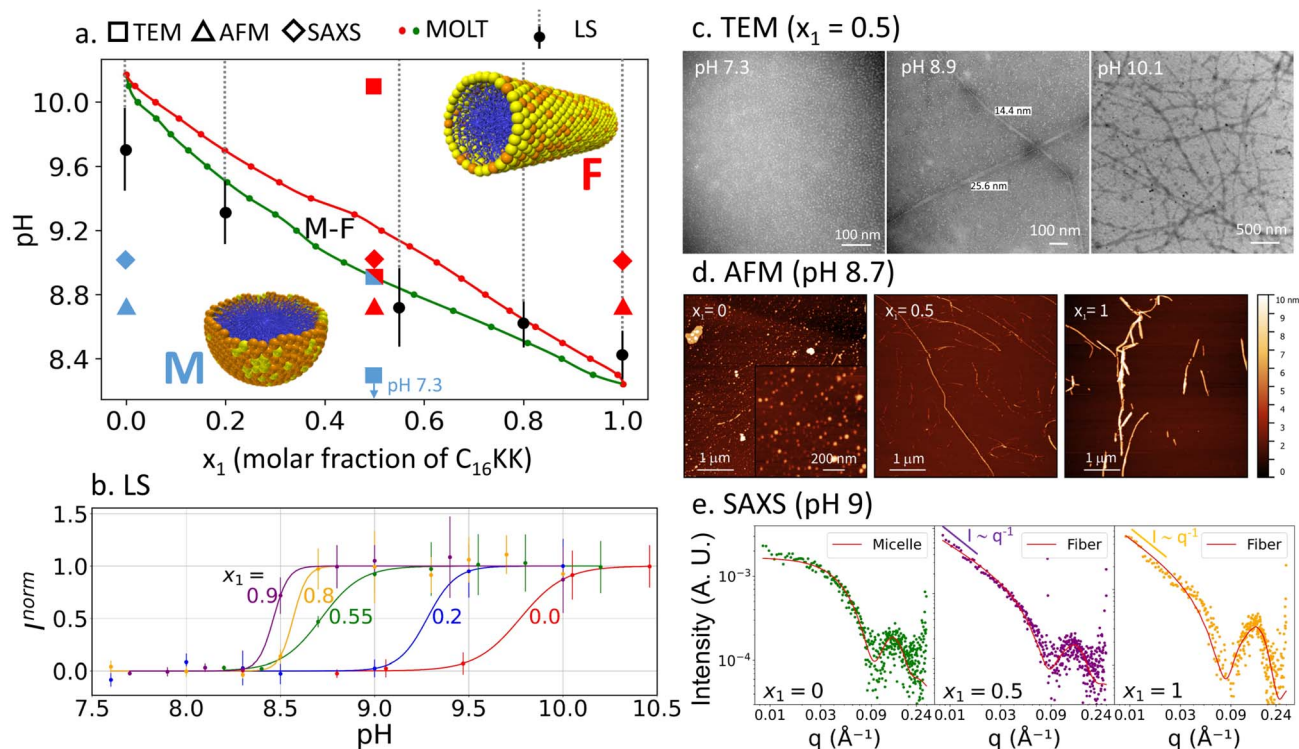 □ TEM △ AFM ◇ SAXS MOLT LS
a.
pH
10.0
9.6
9.2
8.8
8.4
F
M-F
M
pH 7.3
0.0 0.2 0.4 0.6 0.8 1.0
x₁ (molar fraction of C₁₆KK)
b. LS
I^norm
1.5
1.0
0.5
0.0
x₁ =
0.9
0.8
0.55
0.2
0.0
7.5 8.0 8.5 9.0 9.5 10.0 10.5
pH
c. TEM (x₁ = 0.5)
pH 7.3
100 nm
pH 8.9
14.4 nm
25.6 nm
100 nm
pH 10.1
500 nm
d. AFM (pH 8.7)
x₁= 0
1 μm
200 nm
x₁= 0.5
1 μm
x₁= 1
1 μm
10 nm
9
8
7
6
5
4
3
2
1
0
e. SAXS (pH 9)
Intensity (A. U.)
10⁻³
10⁻⁴
Micelle
x₁ = 0
I ~ q⁻¹
Fiber
x₁ = 0.5
I ~ q⁻¹
Fiber
x₁ = 1
0.01 0.03 0.09 0.24
0.01 0.03 0.09 0.24
0.01 0.03 0.09 0.24
q (Å⁻¹)
q (Å⁻¹)
q (Å⁻¹)